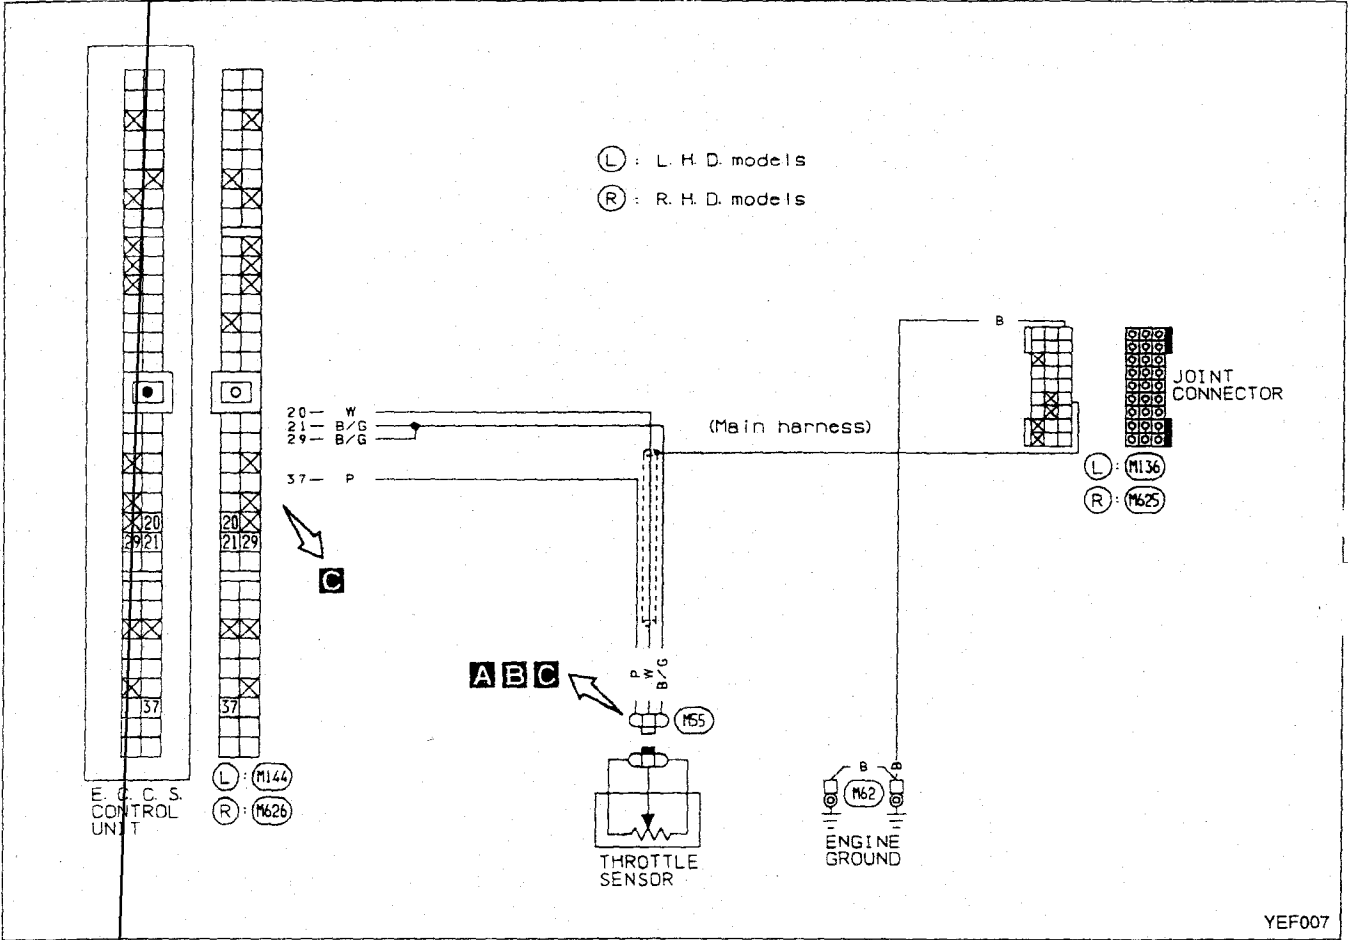 L : L. H. D. models
R : R. H. D. models
20 — W
21 — B/G
29 — B/G
37 — P
(Main harness)
B
JOINT
CONNECTOR
L : M136
R : M625
20
29 21
37
20
21 29
37
C
A B C
P
W
B/G
M55
L : M144
R : M626
E. C. C. S.
CONTROL
UNIT
THROTTLE
SENSOR
B
B
M62
ENGINE
GROUND
YEF007